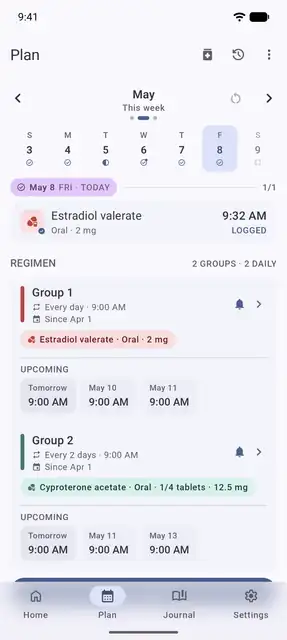 9:41
Plan
May
This week
S M T W T F S
3 4 5 6 7 8 9
May 8 FRI · TODAY 1/1
Estradiol valerate 9:32 AM
Oral · 2 mg LOGGED
REGIMEN 2 GROUPS · 2 DAILY
Group 1
Every day · 9:00 AM
Since Apr 1
Estradiol valerate · Oral · 2 mg
UPCOMING
Tomorrow May 10 May 11
9:00 AM 9:00 AM 9:00 AM
Group 2
Every 2 days · 9:00 AM
Since Apr 1
Cyproterone acetate · Oral · 1/4 tablets · 12.5 mg
UPCOMING
Tomorrow May 11 May 13
9:00 AM 9:00 AM 9:00 AM
Home Plan Journal Settings